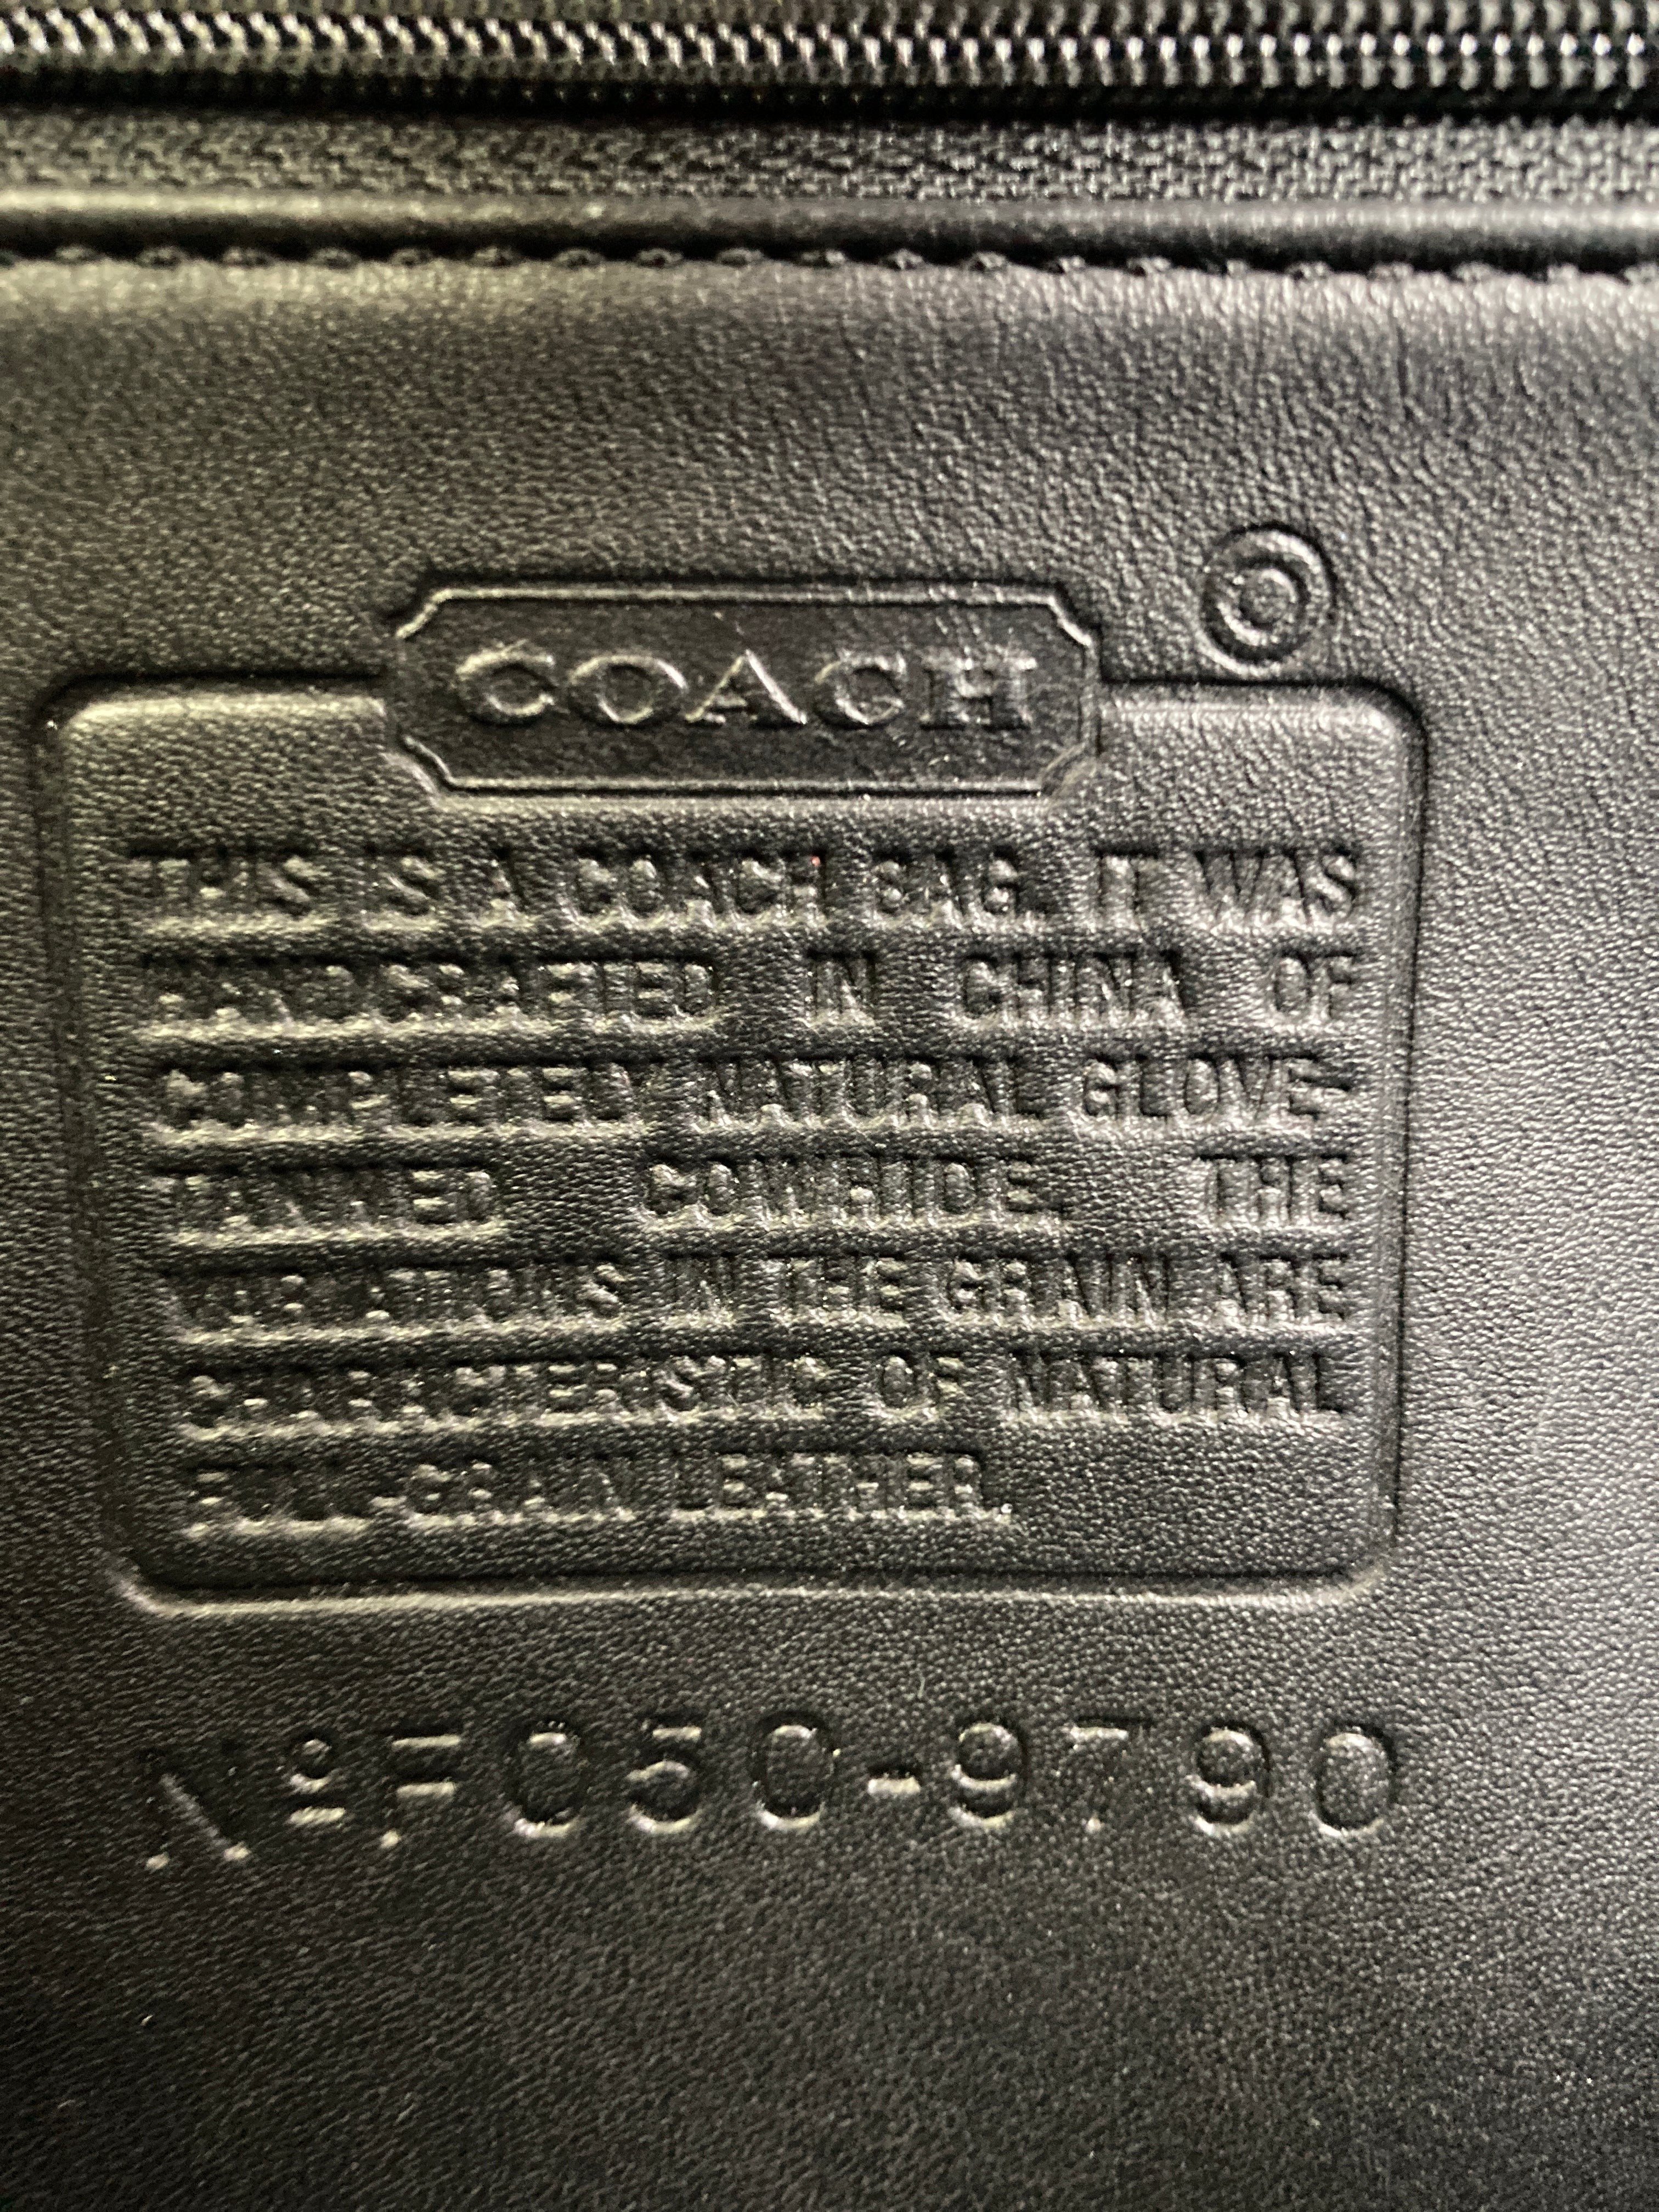 ©
COACH
THIS IS A COACH BAG. IT WAS
HANDCRAFTED IN CHINA OF
COMPLETELY NATURAL GLOVE-
TANNED COWHIDE. THE
VARIATIONS IN THE GRAIN ARE
CHARACTERISTIC OF NATURAL
FULL-GRAIN LEATHER.
NºF050-9790